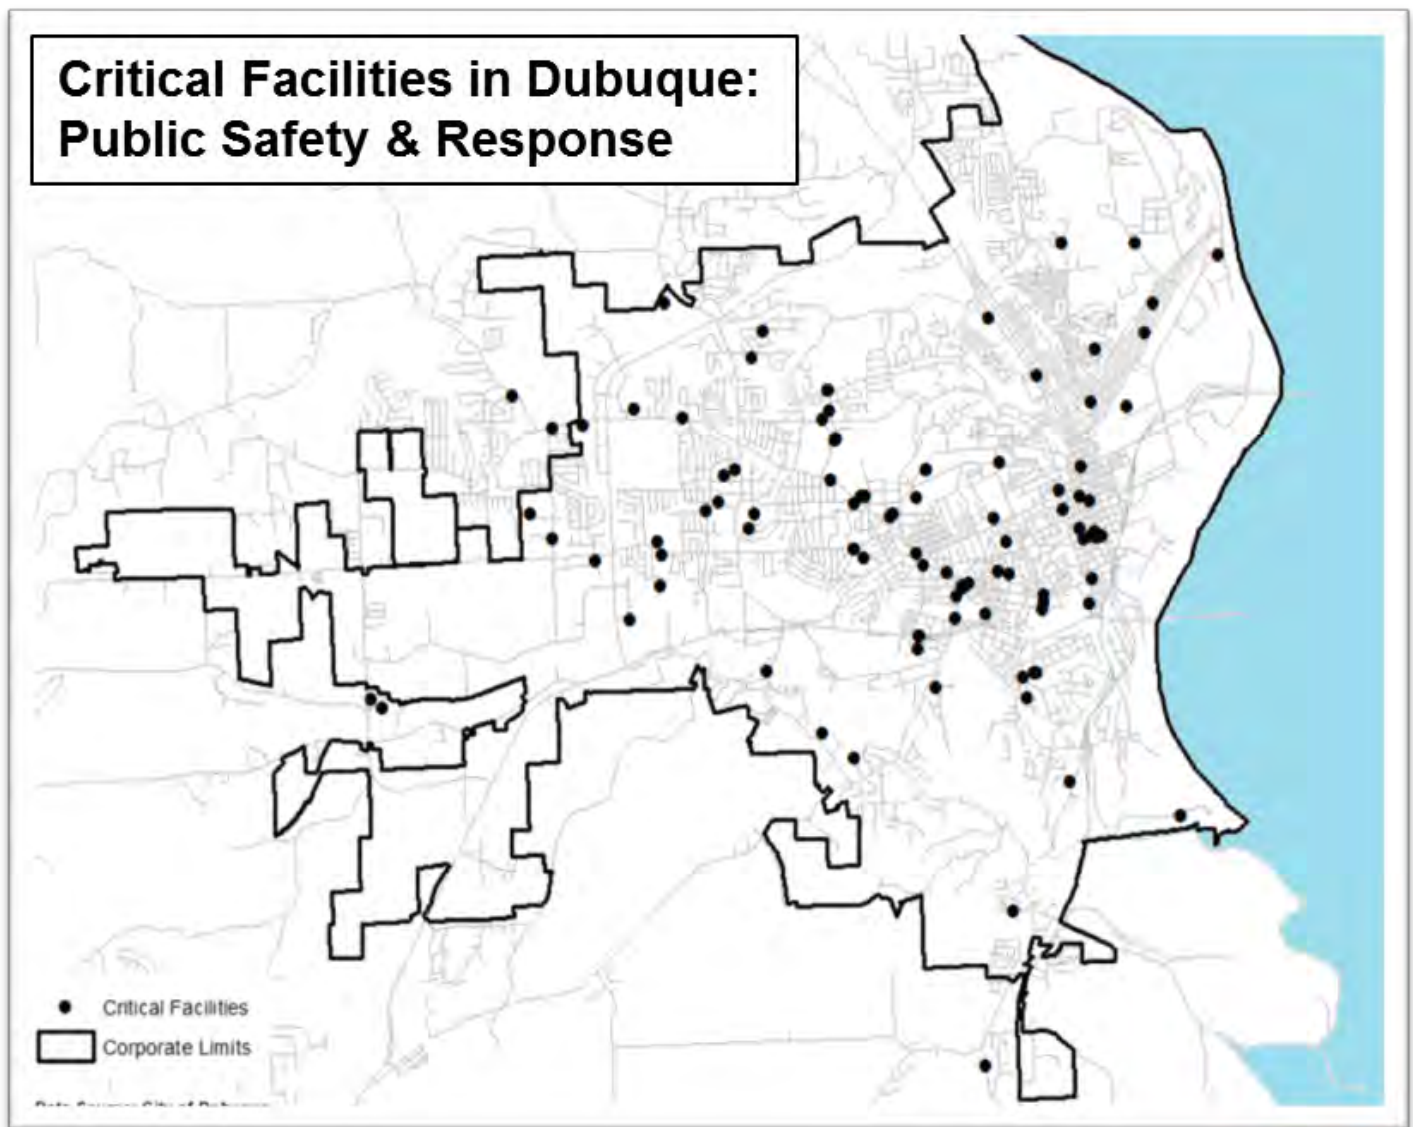 Critical Facilities in Dubuque:
Public Safety & Response
Critical Facilities
Corporate Limits